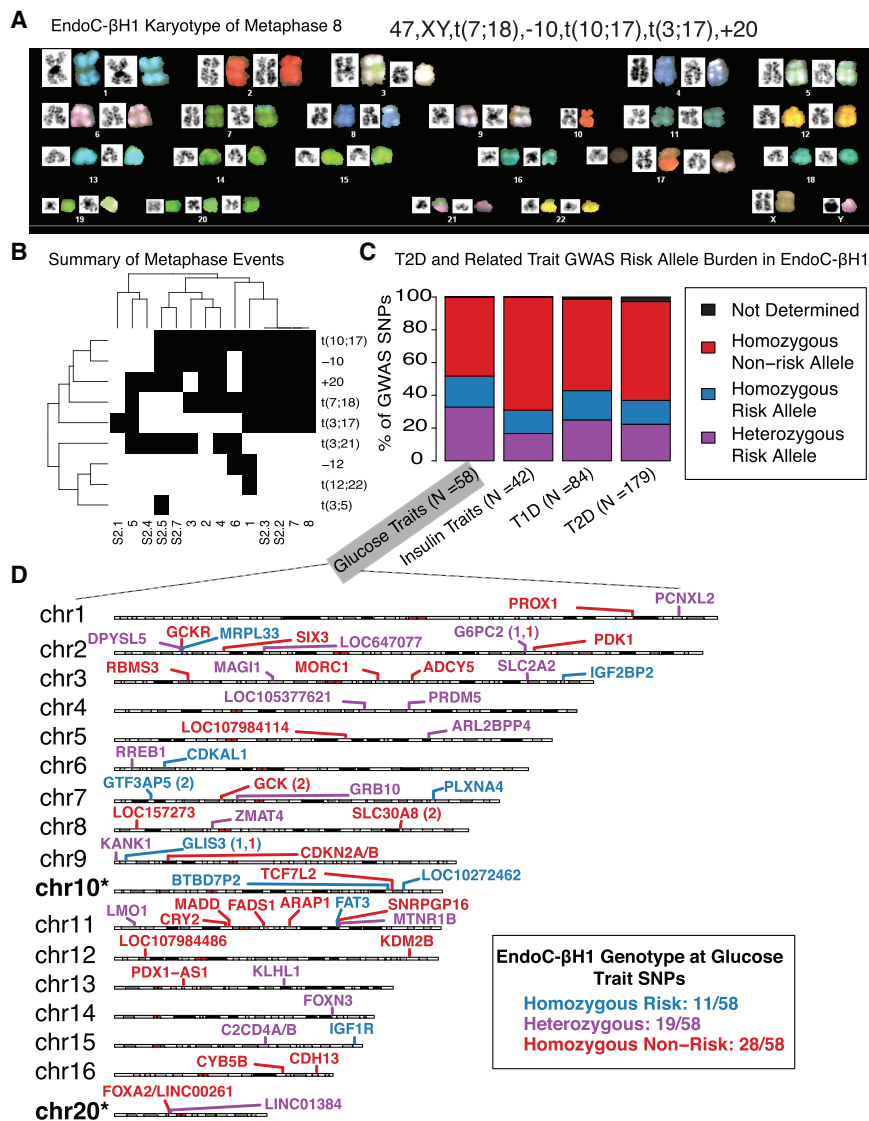 A
EndoC-βH1 Karyotype of Metaphase 8
47,XY,t(7;18),-10,t(10;17),t(3;17),+20
1
2
3
4
5
6
7
8
9
10
11
12
13
14
15
16
17
18
19
20
21
22
X
Y
B
Summary of Metaphase Events
t(10;17)
−10
+20
t(7;18)
t(3;17)
t(3;21)
−12
t(12;22)
t(3;5)
S2.1
5
S2.4
S2.5
S2.7
3
2
4
6
1
S2.3
S2.2
7
8
C
T2D and Related Trait GWAS Risk Allele Burden in EndoC-βH1
% of GWAS SNPs
100
80
60
40
20
0
Glucose Traits (N =58)
Insulin Traits (N =42)
T1D (N =84)
T2D (N =179)
Not Determined
Homozygous
Non−risk Allele
Homozygous
Risk Allele
Heterozygous
Risk Allele
D
chr1
PROX1
PCNXL2
chr2
DPYSL5
GCKR
MRPL33
SIX3
LOC647077
G6PC2 (1,1)
PDK1
chr3
RBMS3
MAGI1
MORC1
ADCY5
SLC2A2
IGF2BP2
chr4
LOC105377621
PRDM5
chr5
LOC107984114
ARL2BPP4
chr6
RREB1
CDKAL1
chr7
GTF3AP5 (2)
GCK (2)
GRB10
PLXNA4
chr8
LOC157273
ZMAT4
SLC30A8 (2)
chr9
KANK1
GLIS3 (1,1)
CDKN2A/B
chr10*
BTBD7P2
TCF7L2
LOC10272462
chr11
LMO1
CRY2
MADD
FADS1
ARAP1
FAT3
SNRPGP16
MTNR1B
chr12
LOC107984486
KDM2B
chr13
PDX1−AS1
KLHL1
chr14
FOXN3
chr15
C2CD4A/B
IGF1R
chr16
CYB5B
CDH13
chr20*
FOXA2/LINC00261
LINC01384
EndoC-βH1 Genotype at Glucose
Trait SNPs
Homozygous Risk: 11/58
Heterozygous: 19/58
Homozygous Non−Risk: 28/58